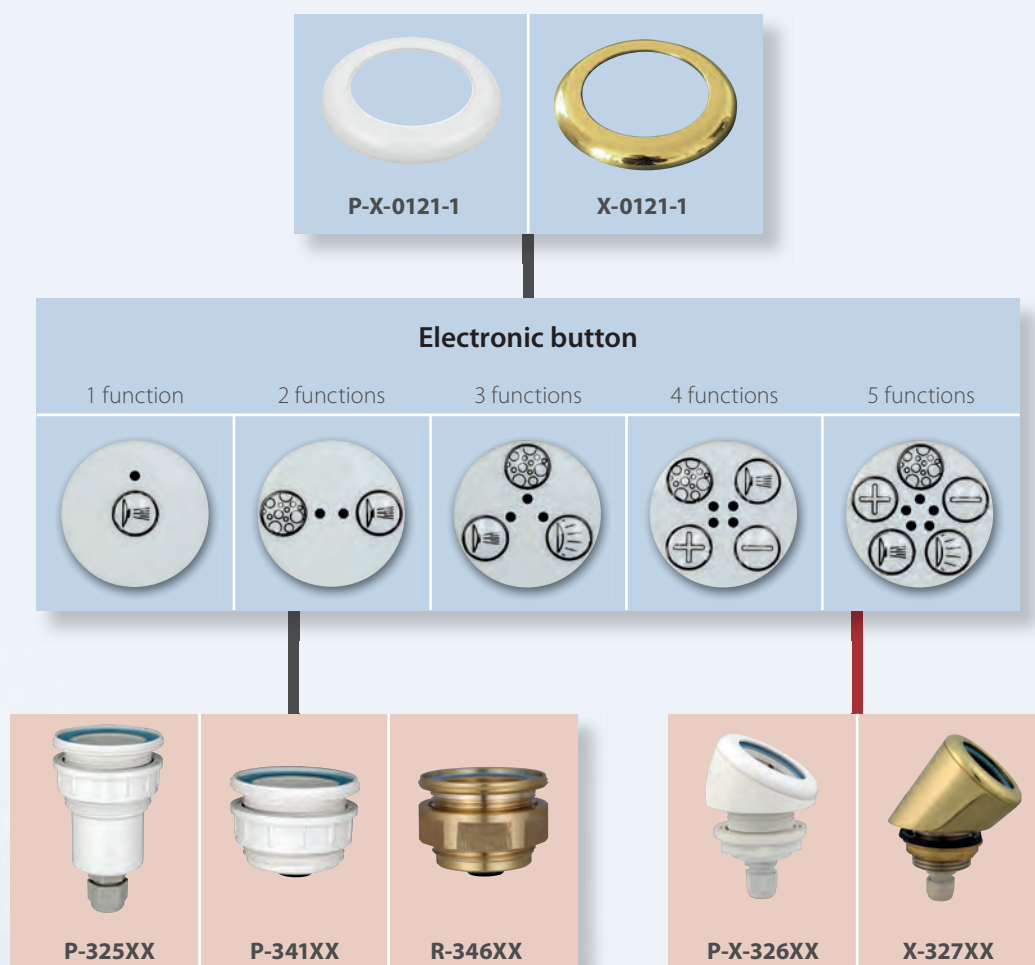 P-X-0121-1 X-0121-1
Electronic button
1 function 2 functions 3 functions 4 functions 5 functions
P-325XX P-341XX R-346XX P-X-326XX X-327XX